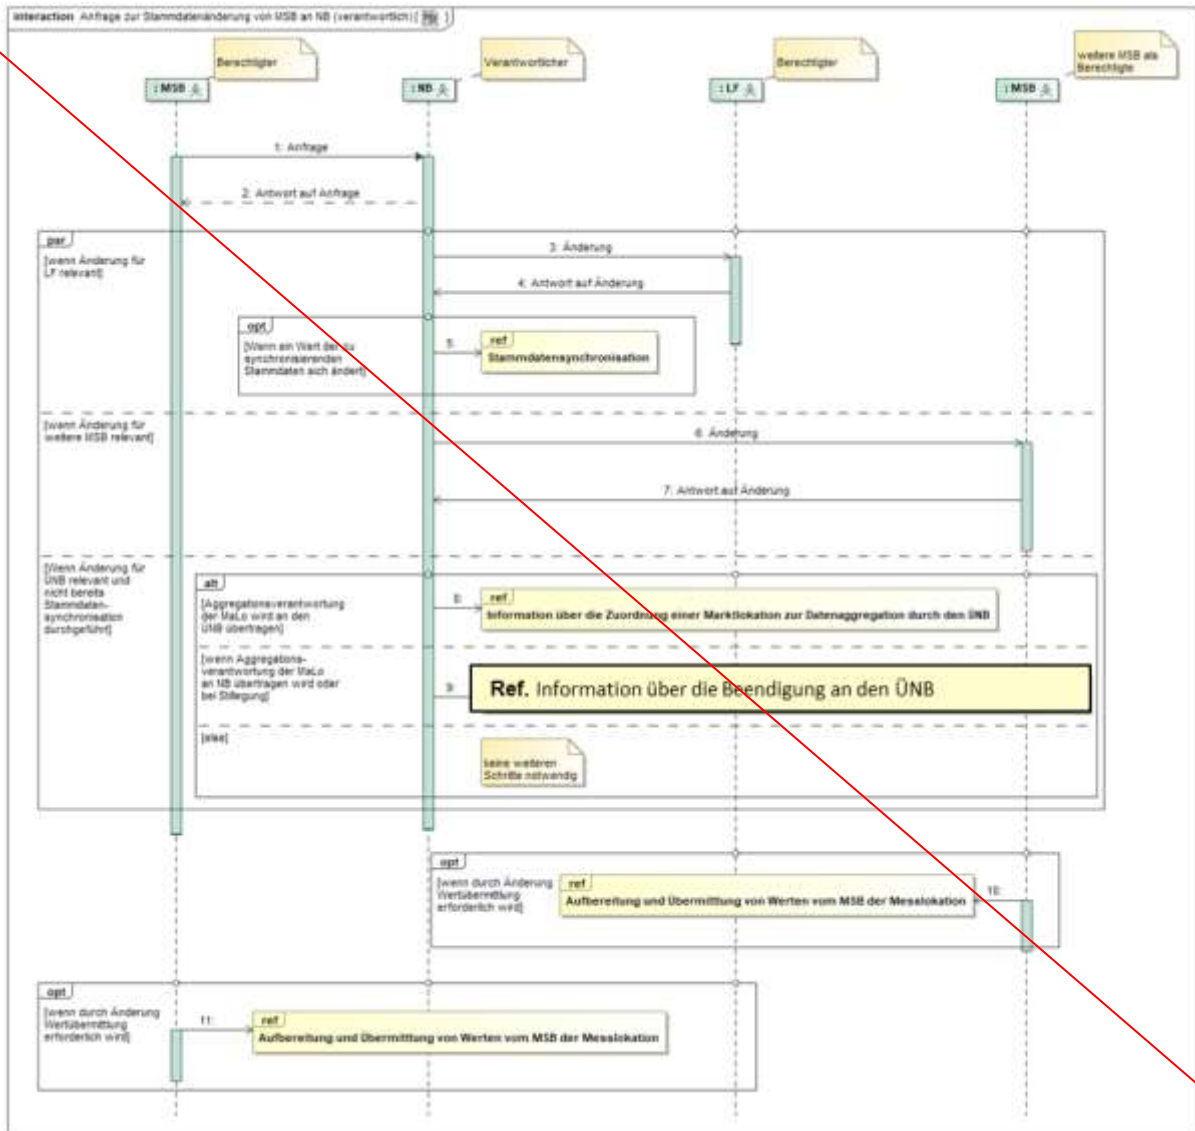 interaction Anfrage zur Stammdatenänderung von MSB an NB (verantwortlich)[
Berechtigter
Verantwortlicher
Berechtigter
weitere MSB als
Berechtigte
: MSB
: NB
: LF
: MSB
1: Anfrage
2: Antwort auf Anfrage
par
[wenn Änderung für
LF relevant]
3: Änderung
4: Antwort auf Änderung
opt
[Wenn ein Wert der zu
synchronisierenden
Stammdaten sich ändert]
5:
ref
Stammdatensynchronisation
[wenn Änderung für
weitere MSB relevant]
6: Änderung
7: Antwort auf Änderung
[Wenn Änderung für
ÜNB relevant und
nicht bereits
Stammdaten-
synchronisation
durchgeführt]
alt
[Aggregationsverantwortung
der MaLo wird an den
ÜNB übertragen]
8:
ref
Information über die Zuordnung einer Marktlokation zur Datenaggregation durch den ÜNB
[wenn Aggregations-
verantwortung der MaLo
an NB übertragen wird oder
bei Stillegung]
9:
Ref. Information über die Beendigung an den ÜNB
[else]
keine weiteren
Schritte notwendig
opt
[wenn durch Änderung
Wertübermittlung
erforderlich wird]
ref
Aufbereitung und Übermittlung von Werten vom MSB der Messlokation
10:
opt
[wenn durch Änderung
Wertübermittlung
erforderlich wird]
11:
ref
Aufbereitung und Übermittlung von Werten vom MSB der Messlokation